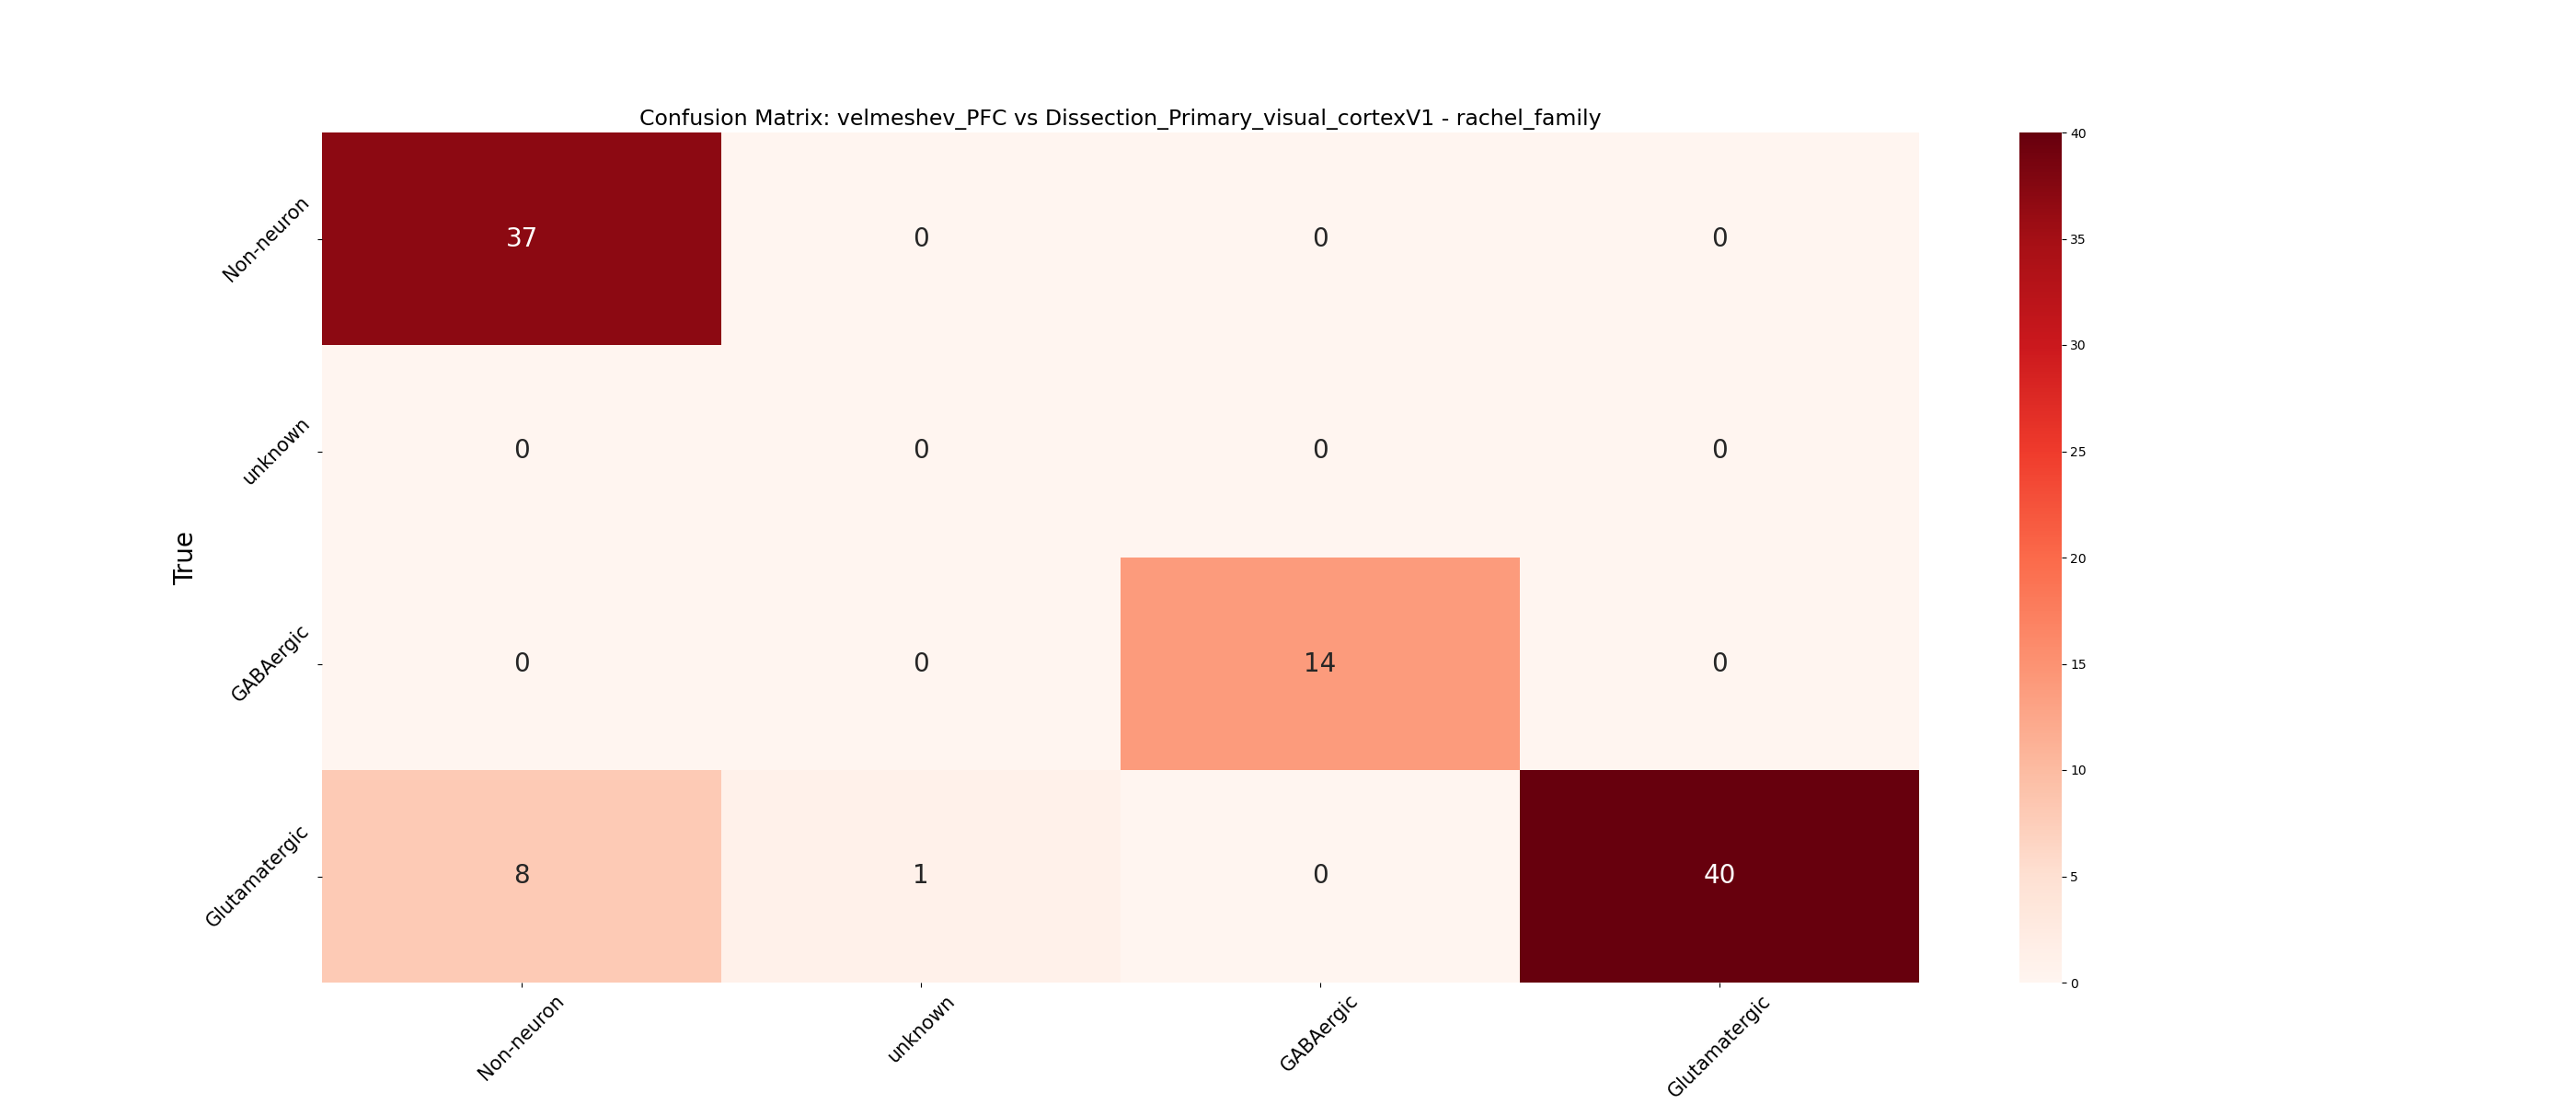 Confusion Matrix: velmeshev_PFC vs Dissection_Primary_visual_cortexV1 - rachel_family
Non-neuron 37 0 0 0
unknown 0 0 0 0
GABAergic 0 0 14 0
Glutamatergic 8 1 0 40
True
Non-neuron unknown GABAergic Glutamatergic
40
35
30
25
20
15
10
5
0